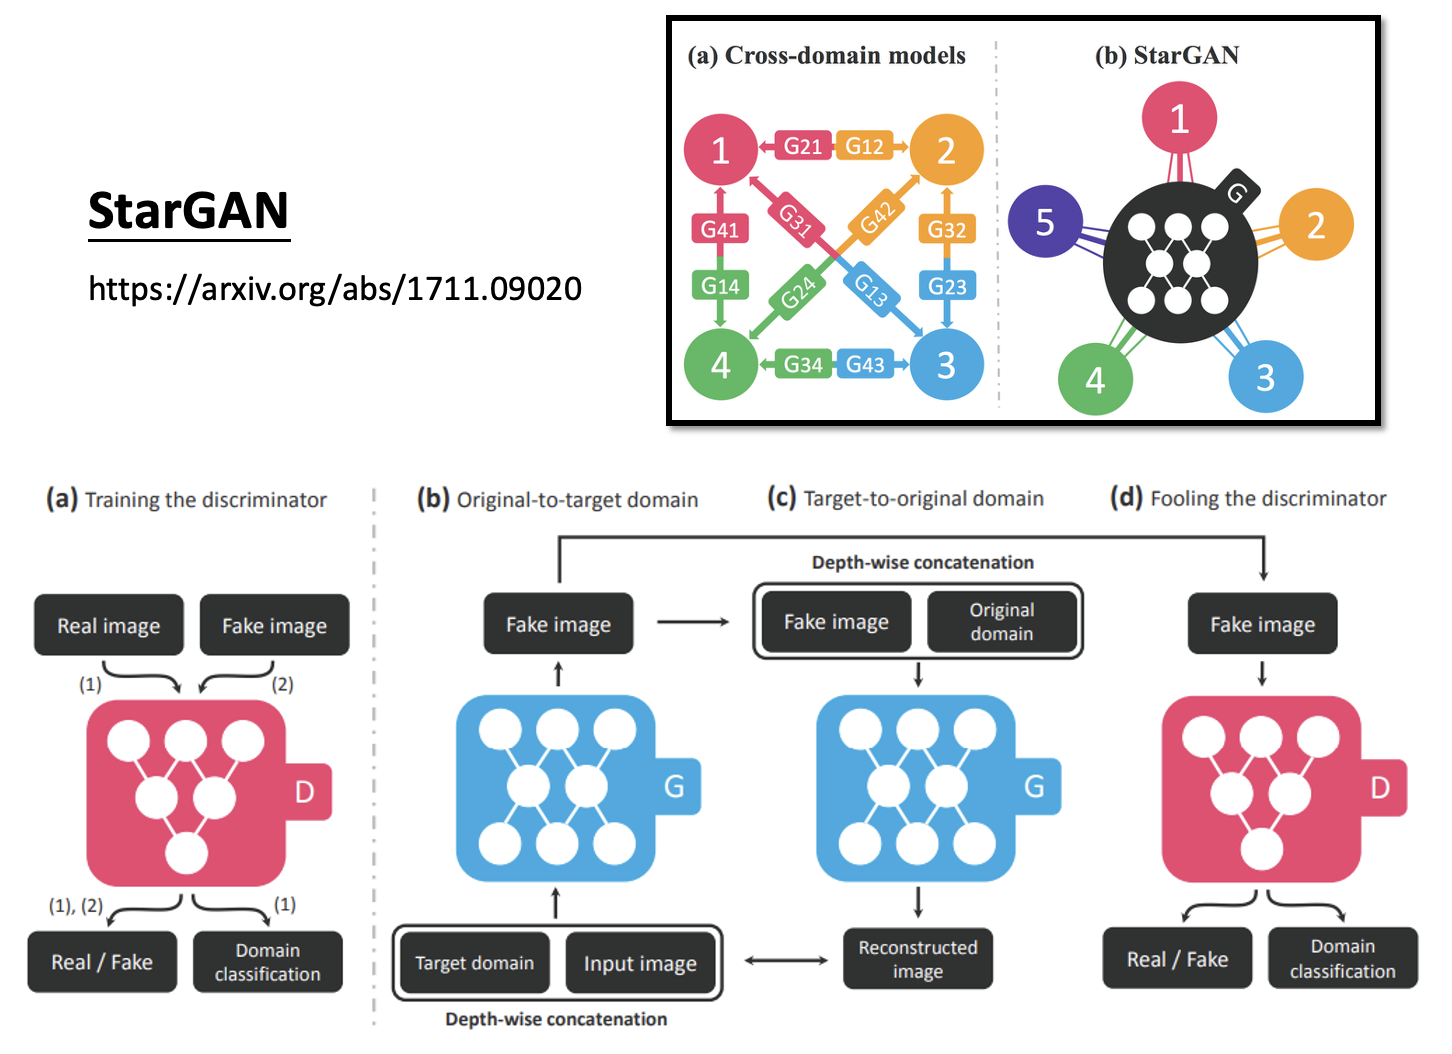 StarGAN
https://arxiv.org/abs/1711.09020
(a) Cross-domain models
(b) StarGAN
1
G21
G12
2
G41
G31
G42
G32
G14
G24
G13
G23
4
G34
G43
3
1
G
5
2
4
3
(a) Training the discriminator
(b) Original-to-target domain
(c) Target-to-original domain
(d) Fooling the discriminator
Real image
Fake image
(1)
(2)
D
(1), (2)
(1)
Real / Fake
Domain
classification
Fake image
G
Target domain
Input image
Depth-wise concatenation
Depth-wise concatenation
Fake image
Original
domain
G
Reconstructed
image
Fake image
D
Real / Fake
Domain
classification